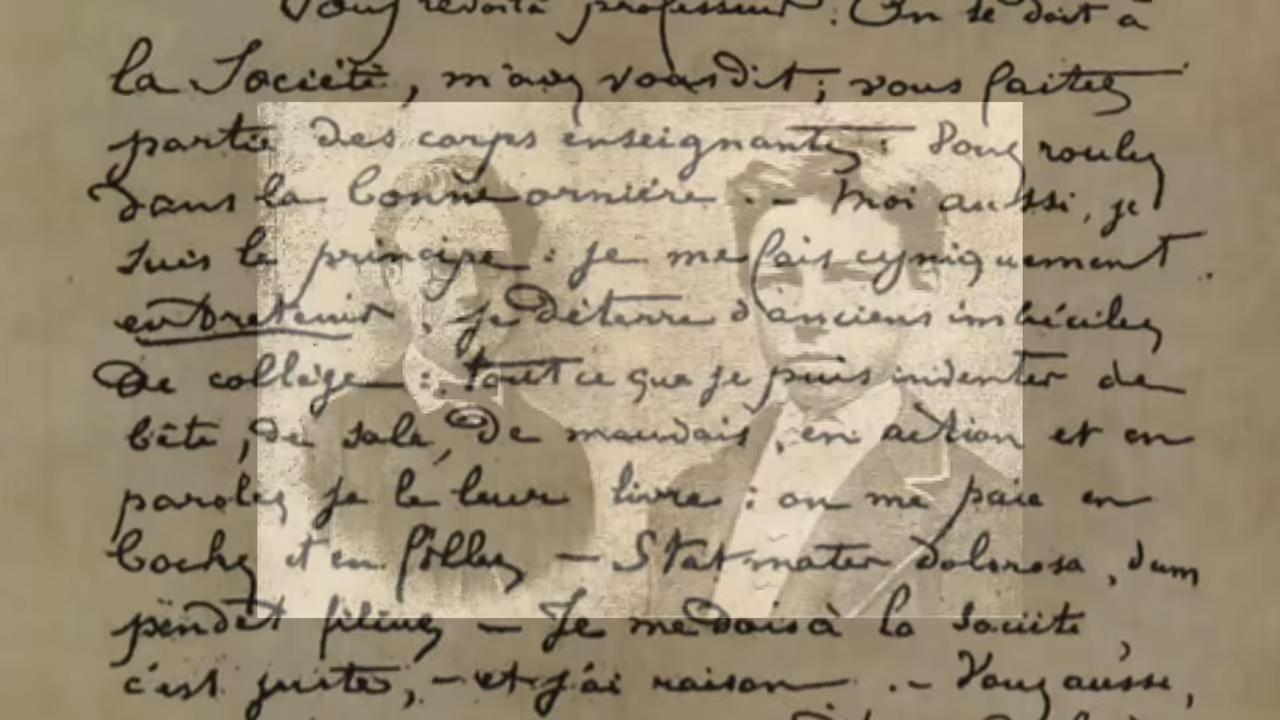 Vous revoilà professeur. On se doit à
la Société, m'avez vous dit ; vous faites
partie des corps enseignants : Vous roulez
dans la bonne ornière. – Moi aussi, je
suis le principe : je me fais cyniquement
entretenir ; je déterre d'anciens imbéciles
de collège : tout ce que je puis inventer de
bête, de sale, de mauvais, en action et en
paroles, je le leur livre : on me paie en
bocks et en filles – Stat mater dolorosa, dum
pendet filius, – Je me dois à la Société,
c'est juste, – et j'ai raison. – Vous aussi,